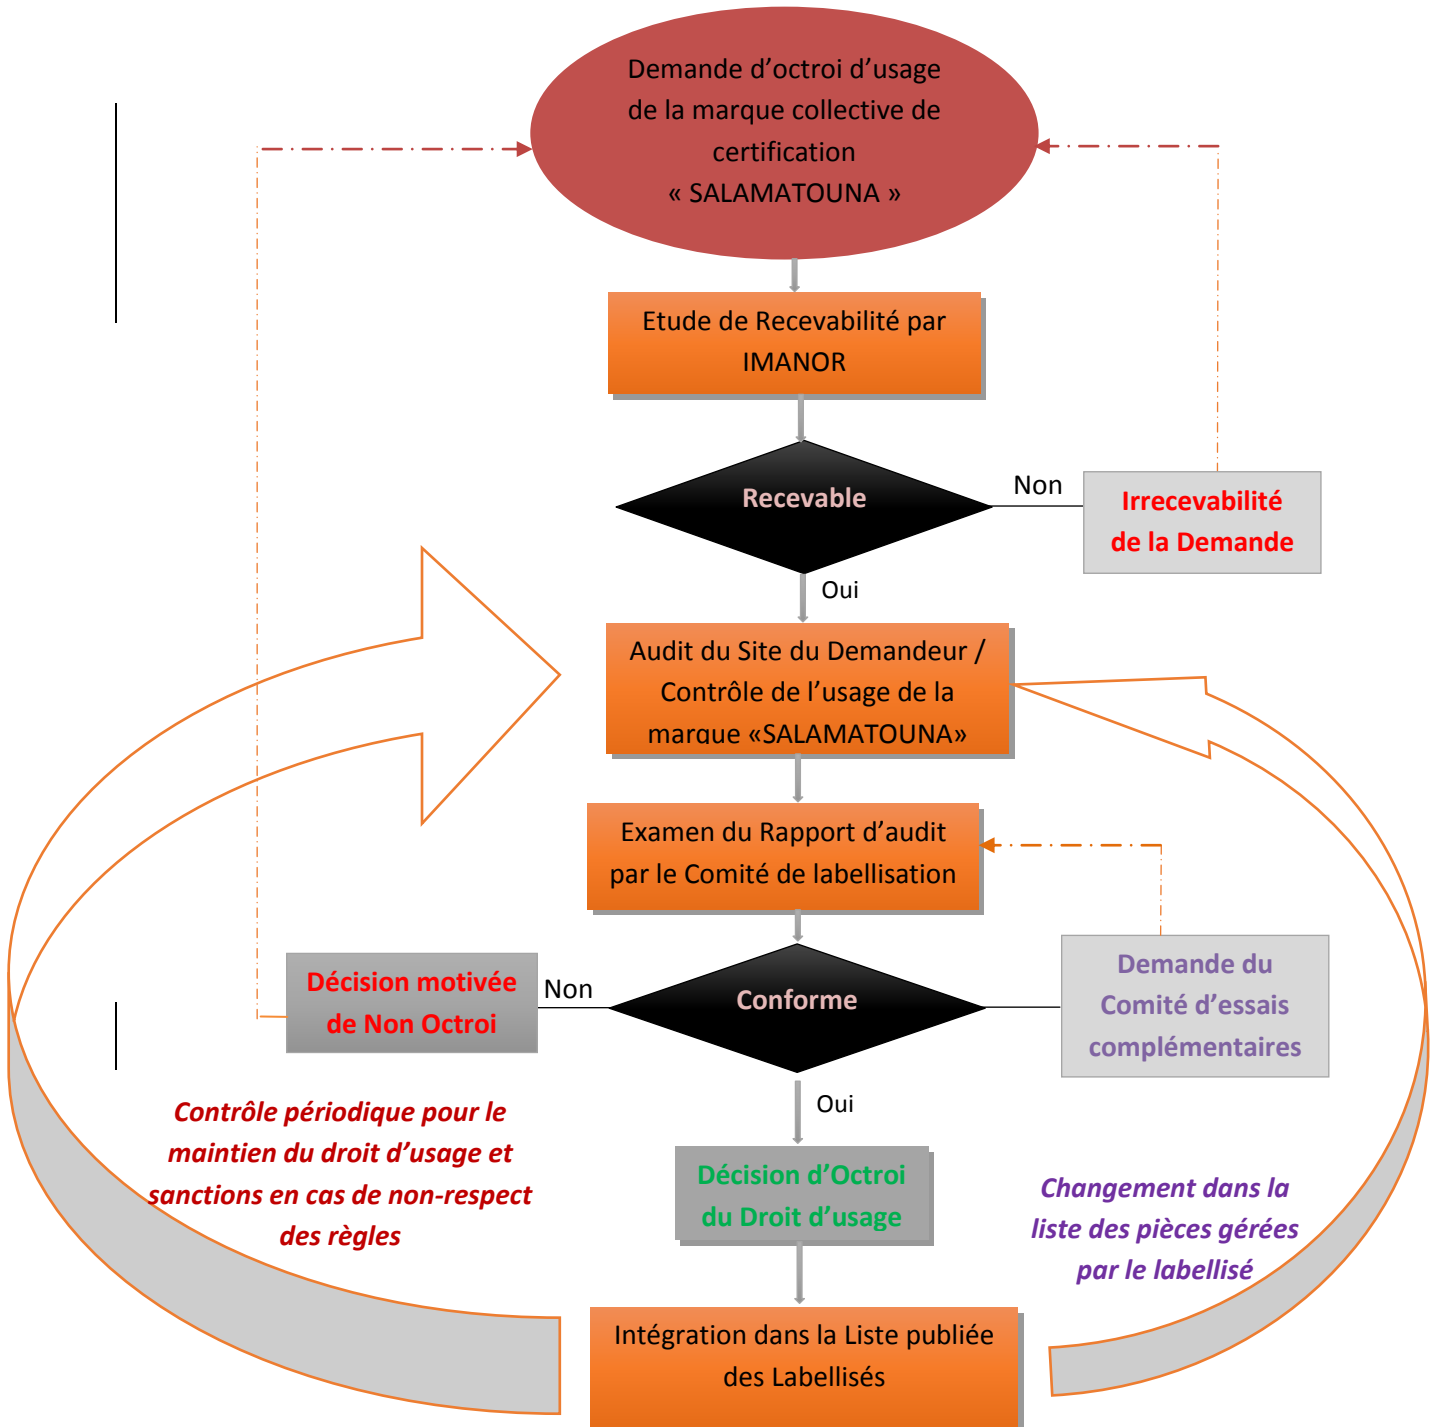 Demande d’octroi d’usage
de la marque collective de
certification
« SALAMATOUNA »
Etude de Recevabilité par
IMANOR
Recevable
Non
Irrecevabilité
de la Demande
Oui
Audit du Site du Demandeur /
Contrôle de l’usage de la
marque «SALAMATOUNA»
Examen du Rapport d’audit
par le Comité de labellisation
Décision motivée
de Non Octroi
Non
Conforme
Demande du
Comité d’essais
complémentaires
Oui
Contrôle périodique pour le
maintien du droit d’usage et
sanctions en cas de non-respect
des règles
Décision d’Octroi
du Droit d’usage
Changement dans la
liste des pièces gérées
par le labellisé
Intégration dans la Liste publiée
des Labellisés